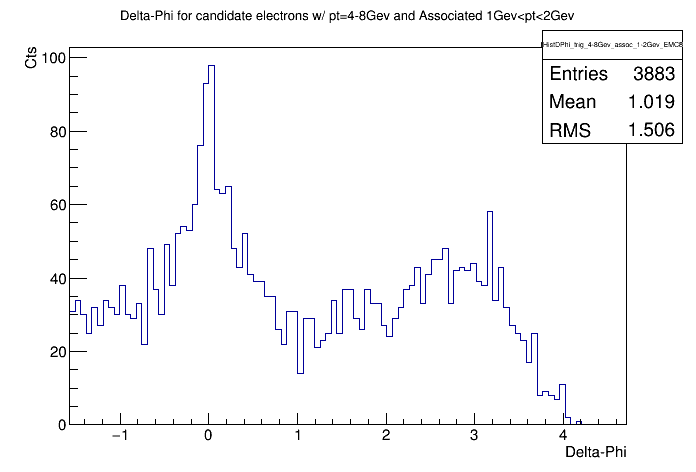 Delta-Phi for candidate electrons w/ pt=4-8Gev and Associated 1Gev<pt<2Gev
HistDPhi_trig_4-8Gev_assoc_1-2Gev_EMC8
Entries 3883
Mean 1.019
RMS 1.506
Cts
100
80
60
40
20
0
−1 0 1 2 3 4
Delta-Phi